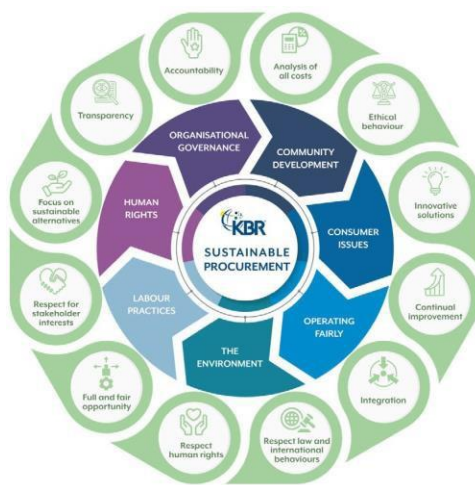 Accountability
Analysis of
all costs
Transparency
Ethical
behaviour
ORGANISATIONAL
GOVERNANCE
COMMUNITY
DEVELOPMENT
Focus on
sustainable
alternatives
HUMAN
RIGHTS
KBR
SUSTAINABLE
PROCUREMENT
CONSUMER
ISSUES
Innovative
solutions
Respect for
stakeholder
interests
LABOUR
PRACTICES
OPERATING
FAIRLY
Continual
improvement
THE
ENVIRONMENT
Full and fair
opportunity
Integration
Respect
human rights
Respect law and
international
behaviours